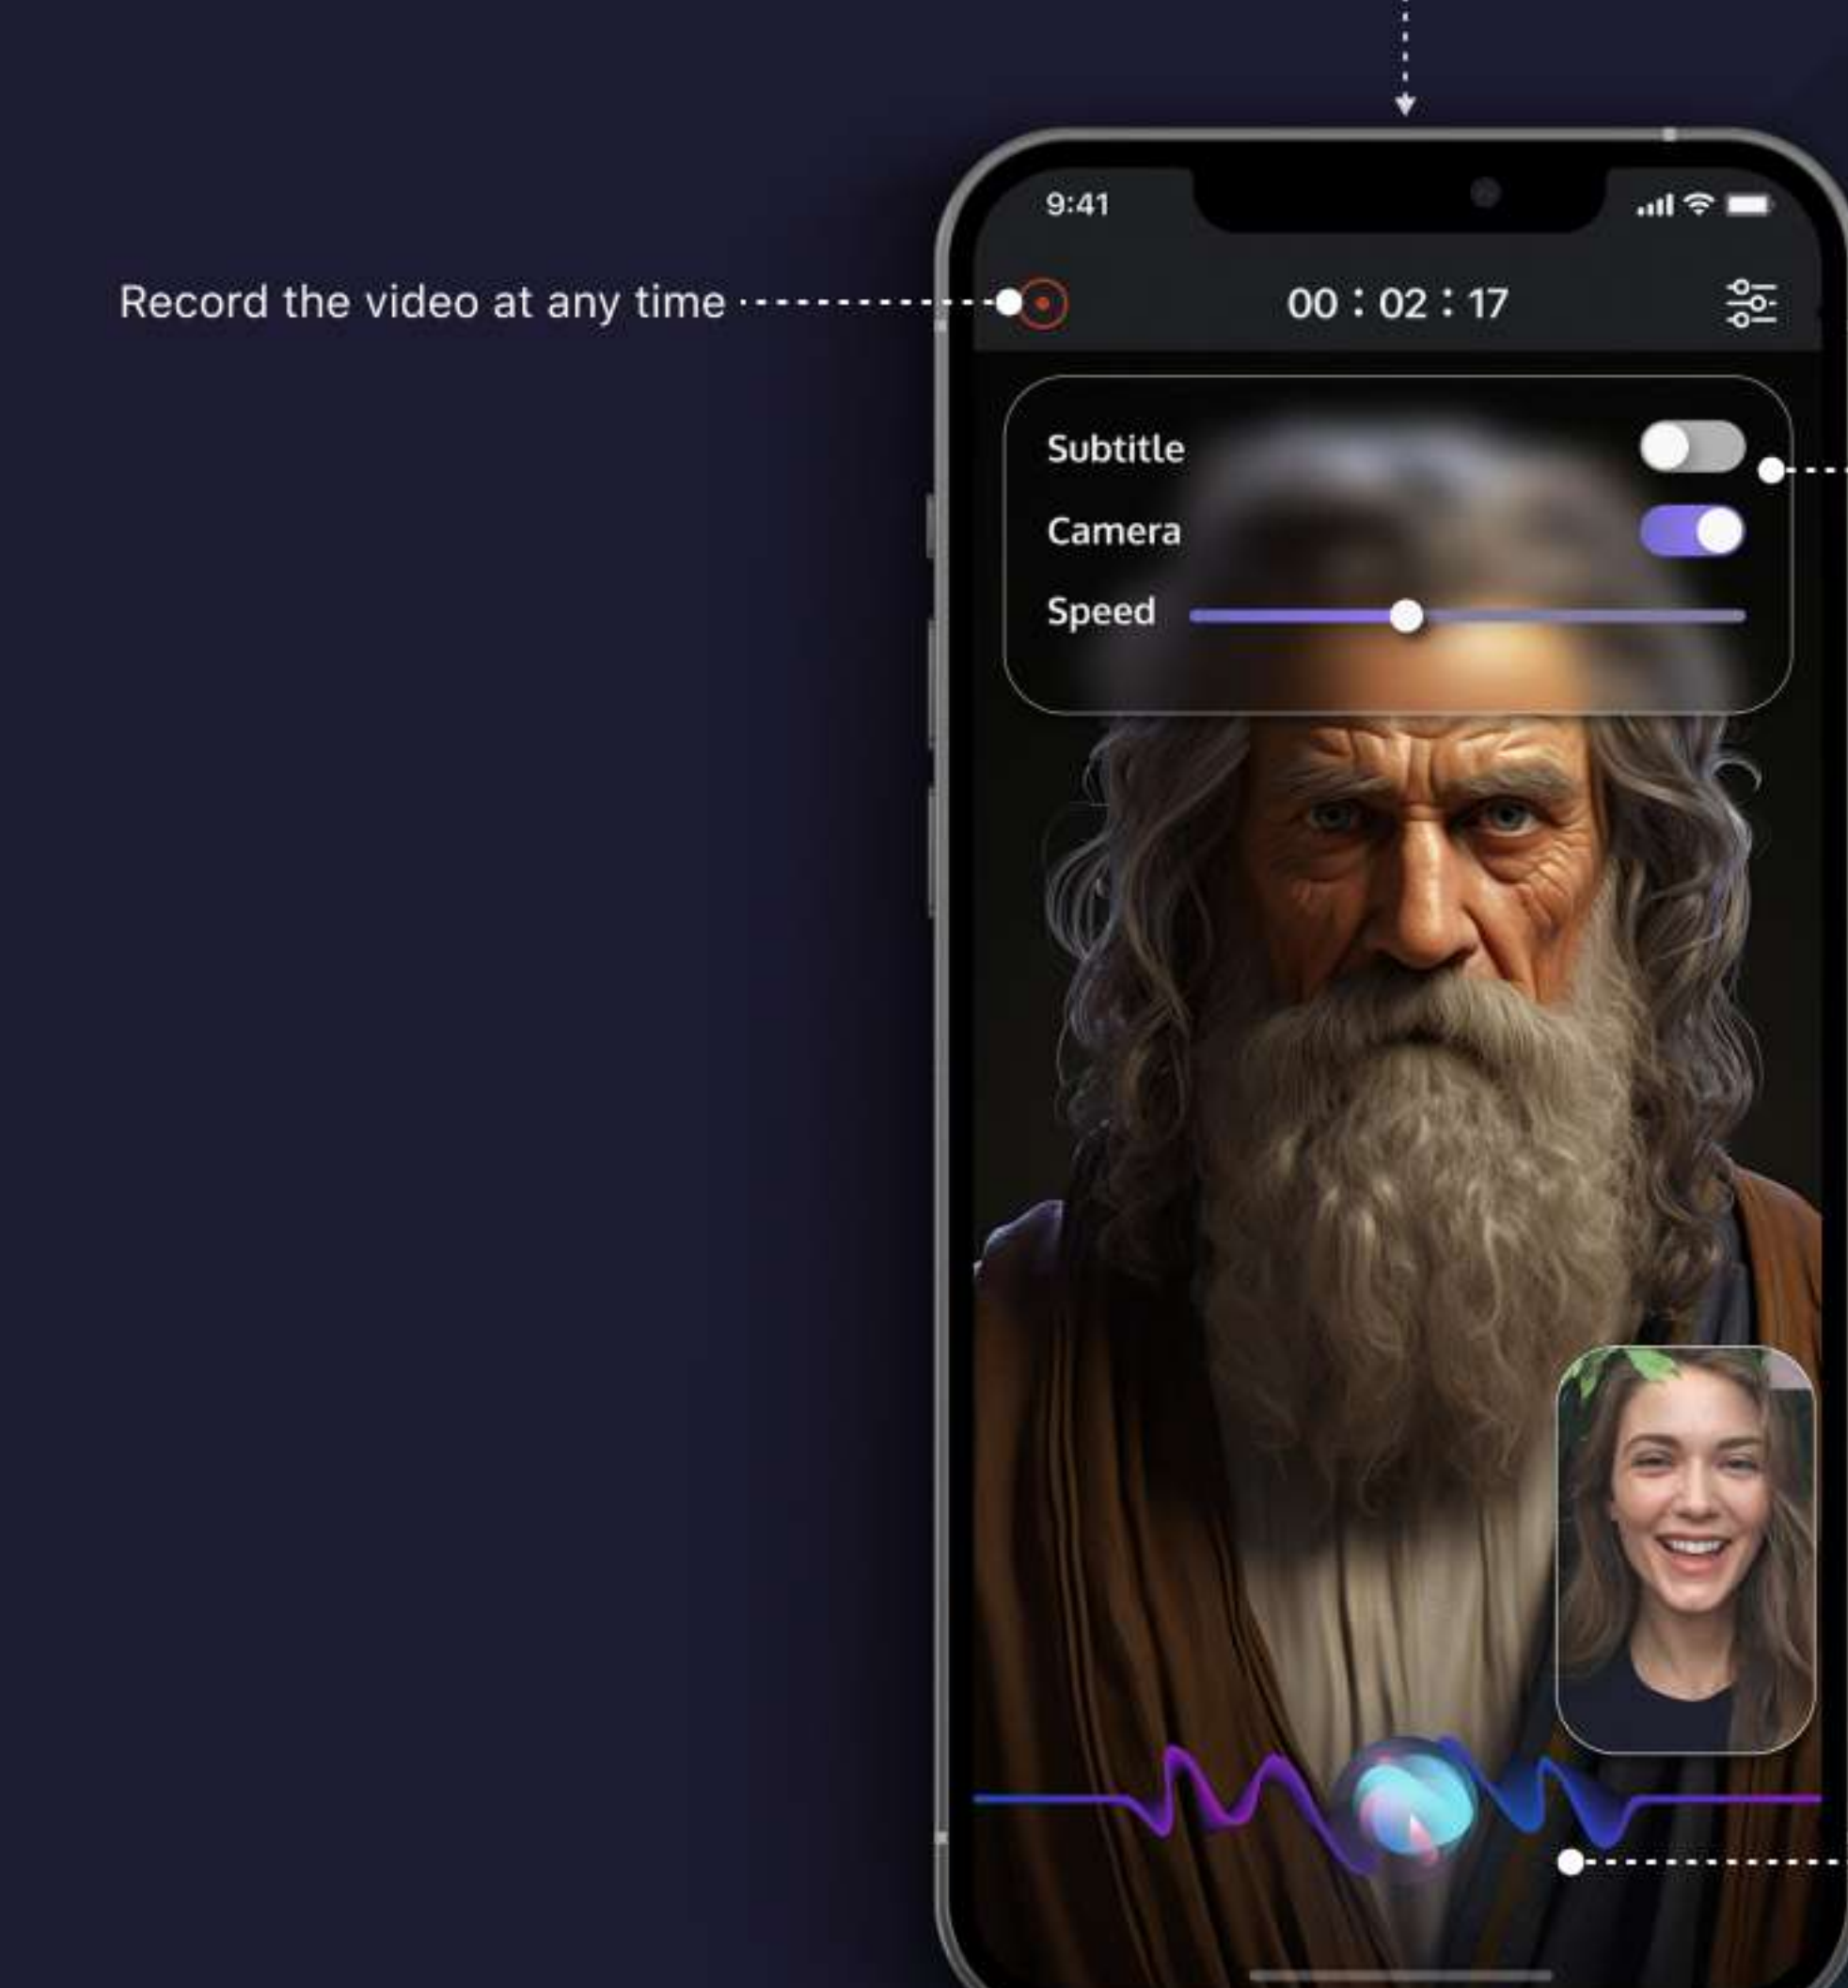 9:41
Record the video at any time
00 : 02 : 17
Subtitle
Camera
Speed